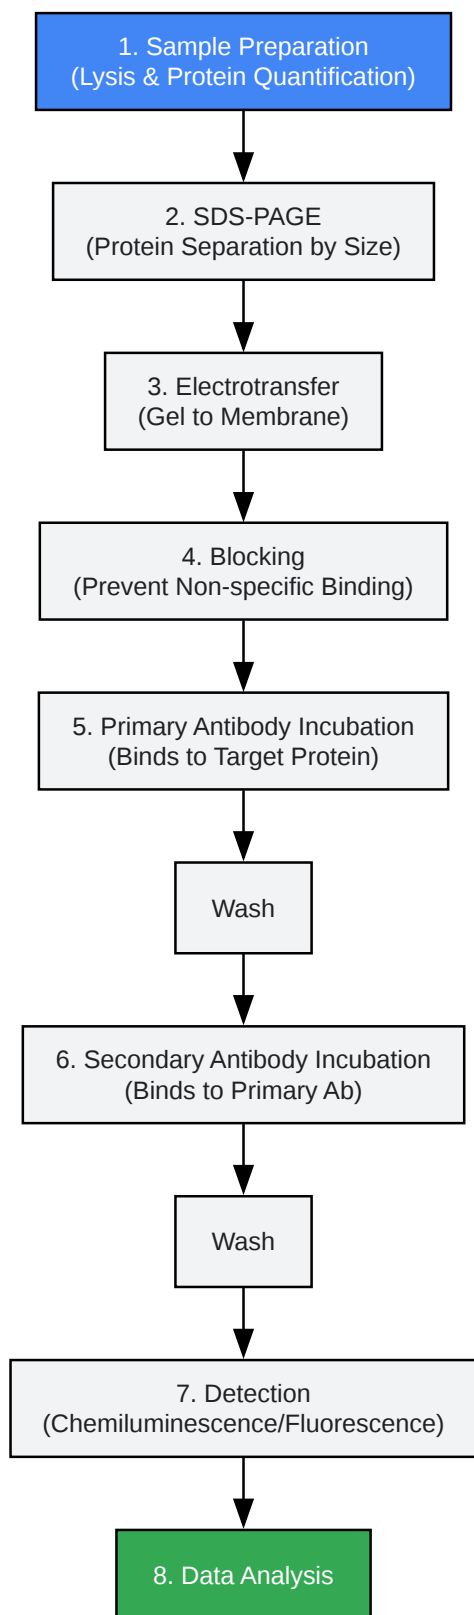 1. Sample Preparation
(Lysis & Protein Quantification)
2. SDS-PAGE
(Protein Separation by Size)
3. Electrotransfer
(Gel to Membrane)
4. Blocking
(Prevent Non-specific Binding)
5. Primary Antibody Incubation
(Binds to Target Protein)
Wash
6. Secondary Antibody Incubation
(Binds to Primary Ab)
Wash
7. Detection
(Chemiluminescence/Fluorescence)
8. Data Analysis